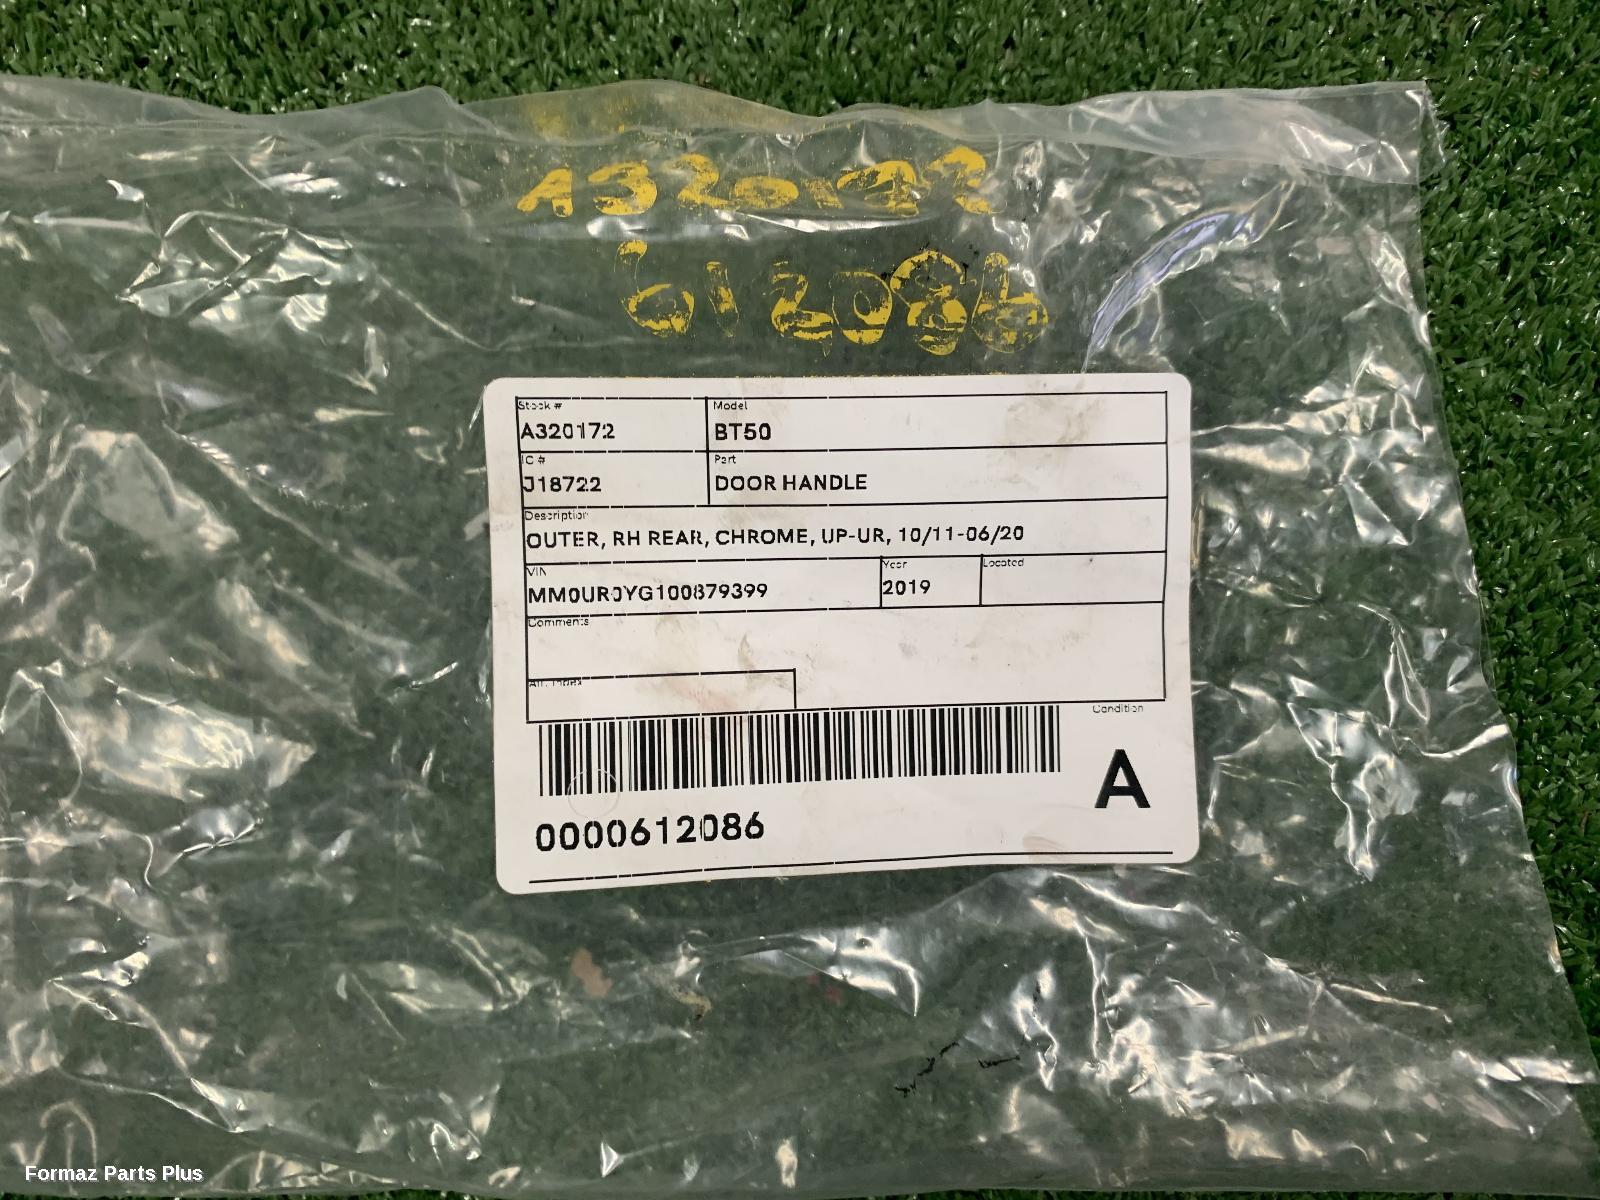 A320172
612086
Stock #
Model
A320172
BT50
IC #
Part
J18722
DOOR HANDLE
Description
OUTER, RH REAR, CHROME, UP-UR, 10/11-06/20
VIN
Year
Located
MM0UR0YG100879399
2019
Comments
Condition
A
0000612086
Formaz Parts Plus